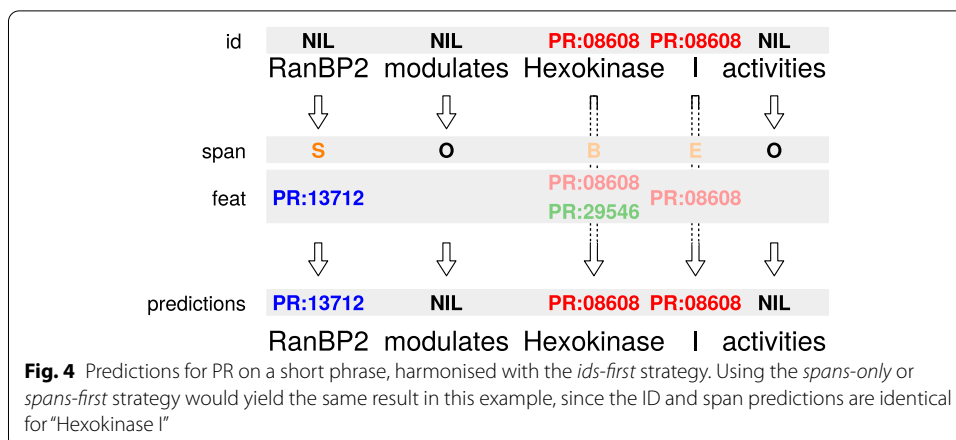 id NIL NIL PR:08608 PR:08608 NIL
RanBP2 modulates Hexokinase I activities
span S O B E O
PR:08608
feat PR:13712 PR:08608
PR:29546
predictions PR:13712 NIL PR:08608 PR:08608 NIL
RanBP2 modulates Hexokinase I activities
Fig. 4 Predictions for PR on a short phrase, harmonised with the ids-first strategy. Using the spans-only or
spans-first strategy would yield the same result in this example, since the ID and span predictions are identical
for “Hexokinase I”